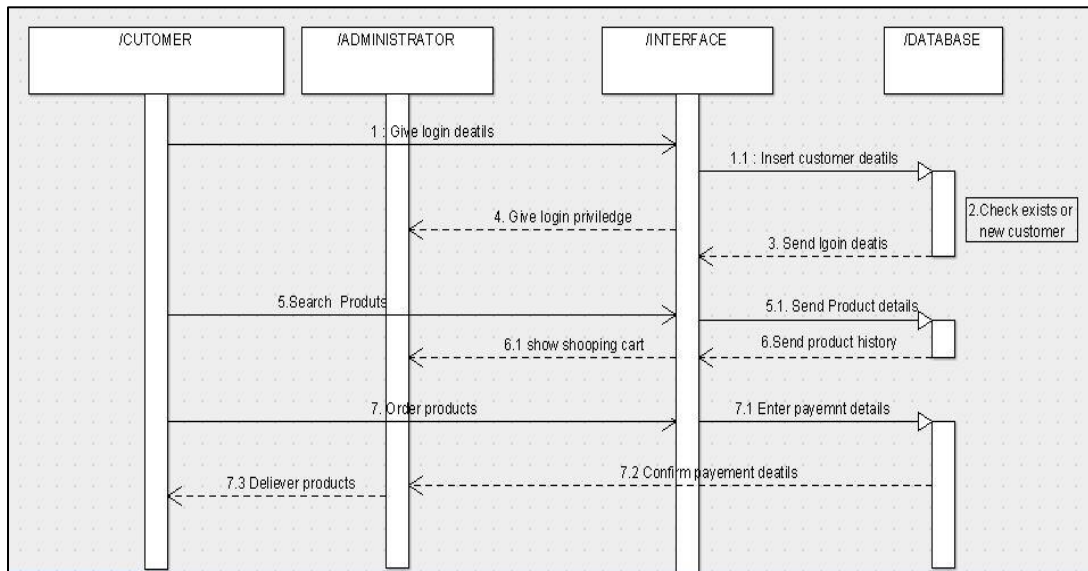 /CUTOMER
/ADMINISTRATOR
/INTERFACE
/DATABASE
1 : Give login deatils
1.1 : Insert customer deatils
2.Check exists or
new customer
4. Give login priviledge
3. Send lgoin deatis
5.Search Produts
5.1. Send Product details
6.1 show shooping cart
6.Send product history
7. Order products
7.1 Enter payemnt details
7.2 Confirm payement deatils
7.3 Deliever products